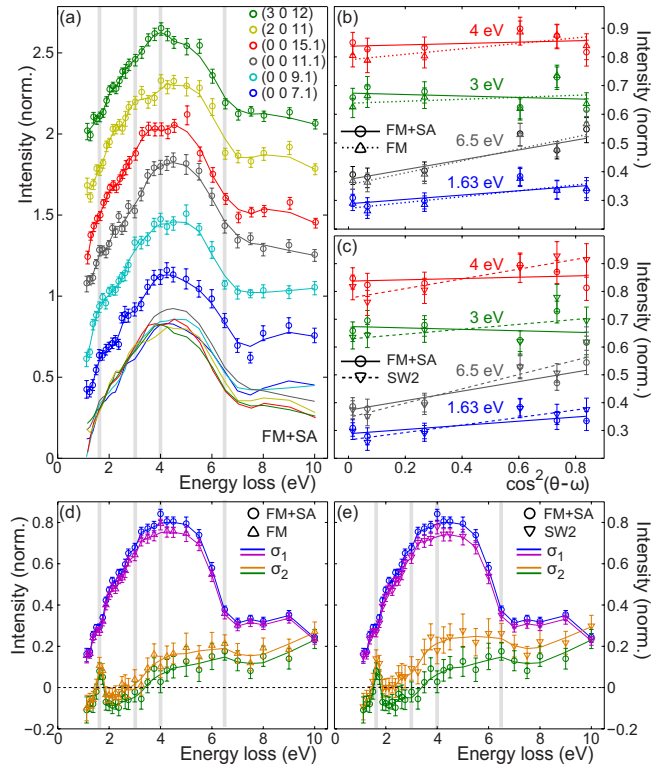 (a)
(3 0 12)
(2 0 11)
(0 0 15.1)
(0 0 11.1)
(0 0 9.1)
(0 0 7.1)
Intensity (norm.)
2.5
2
1.5
1
0.5
0
FM+SA
0 2 4 6 8 10
Energy loss (eV)
(b)
4 eV
3 eV
FM+SA
FM
6.5 eV
1.63 eV
0.9
0.8
0.7
0.6
0.5
0.4
0.3
Intensity (norm.)
(c)
4 eV
3 eV
FM+SA
SW2
6.5 eV
1.63 eV
0.9
0.8
0.7
0.6
0.5
0.4
0.3
Intensity (norm.)
0 0.2 0.4 0.6 0.8 1
cos²(θ-ω)
(d)
FM+SA
FM
σ₁
σ₂
Intensity (norm.)
0.8
0.6
0.4
0.2
0
−0.2
0 2 4 6 8 10
Energy loss (eV)
(e)
FM+SA
SW2
σ₁
σ₂
0.8
0.6
0.4
0.2
0
−0.2
Intensity (norm.)
0 2 4 6 8 10
Energy loss (eV)